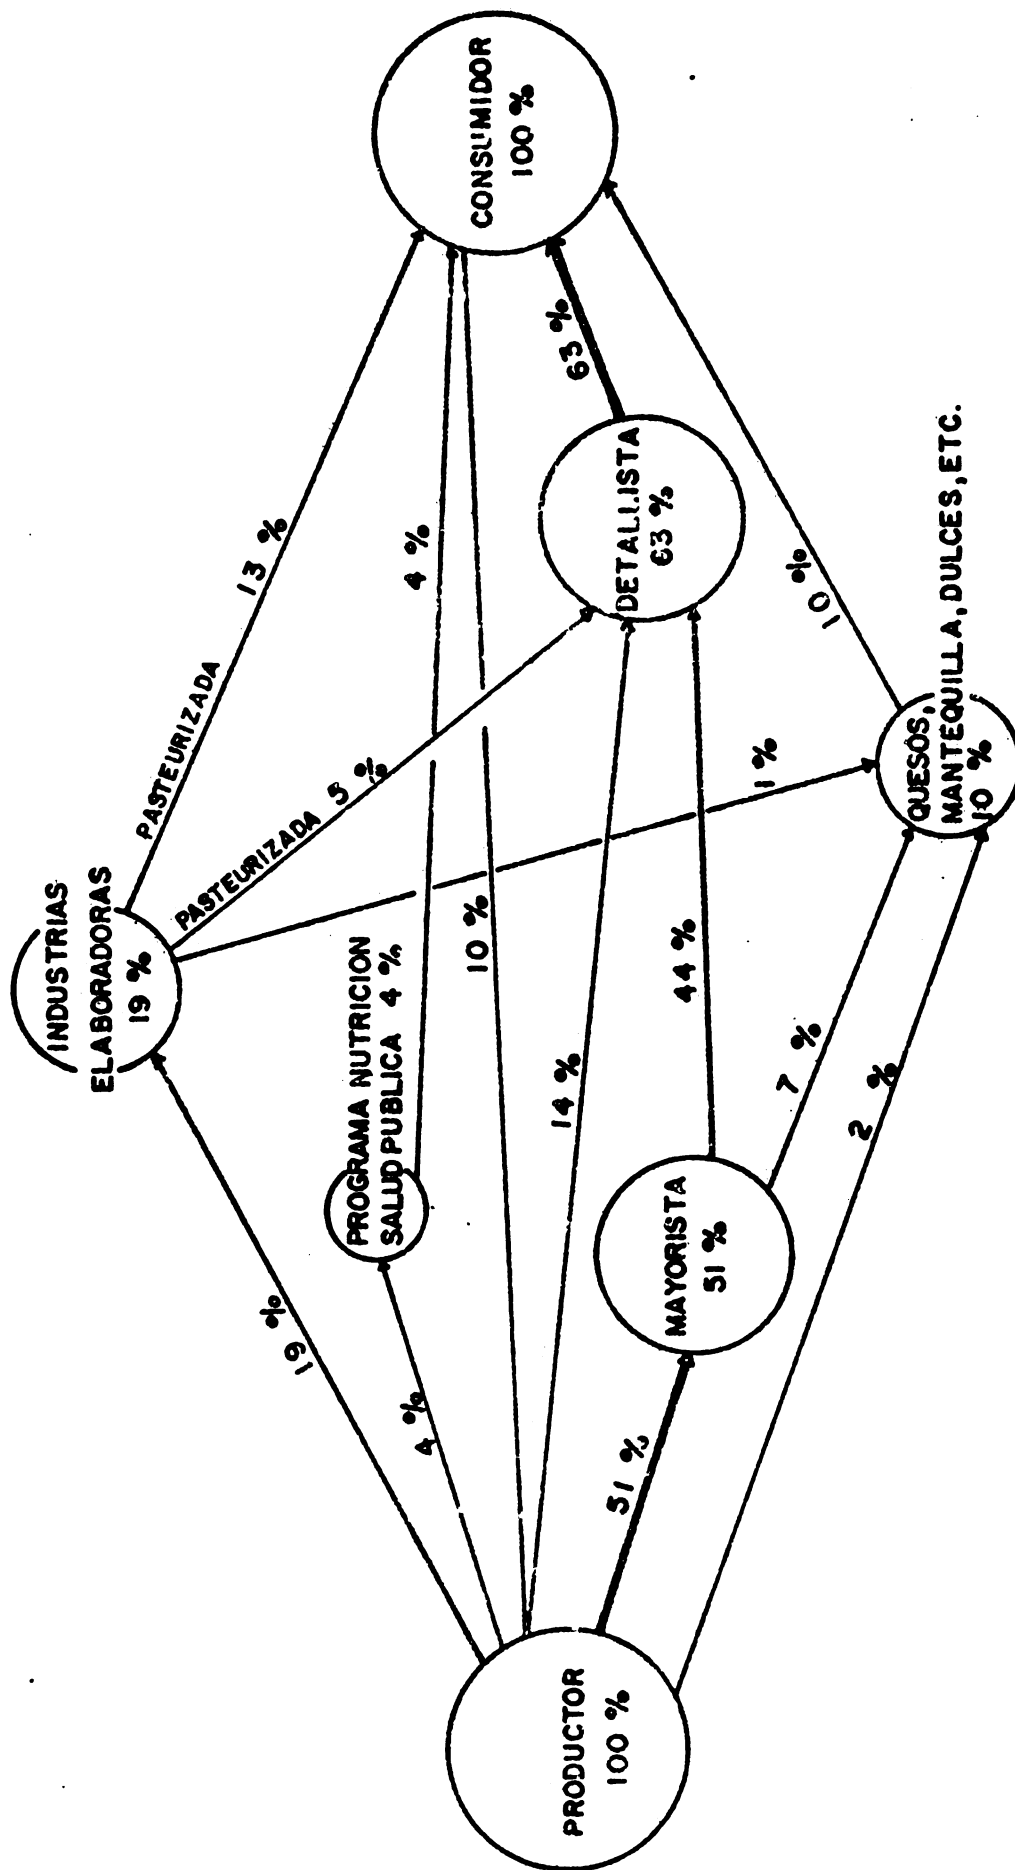 INDUSTRIAS
ELABORADORAS
19 %
PASTEURIZADA 13 %
PASTEURIZADA 5 %
19 %
PROGRAMA NUTRICION
SALUD PUBLICA 4 %
4 %
4 %
10 %
PRODUCTOR
100 %
CONSUMIDOR
100 %
14 %
DETALLISTA
63 %
63 %
51 %
MAYORISTA
51 %
44 %
1 %
7 %
2 %
10 %
QUESOS,
MANTEQUILLA, DULCES, ETC.
10 %